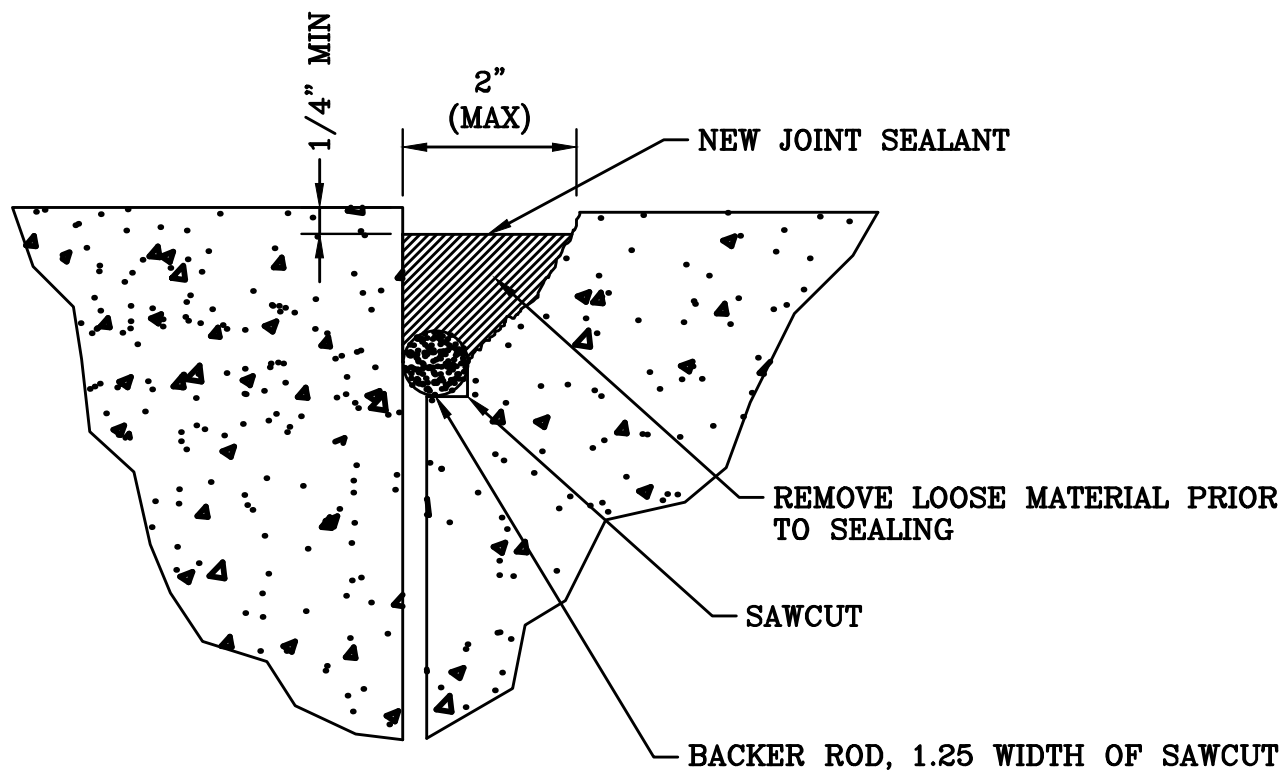 1/4” MIN
2”
(MAX)
NEW JOINT SEALANT
REMOVE LOOSE MATERIAL PRIOR
TO SEALING
SAWCUT
BACKER ROD, 1.25 WIDTH OF SAWCUT